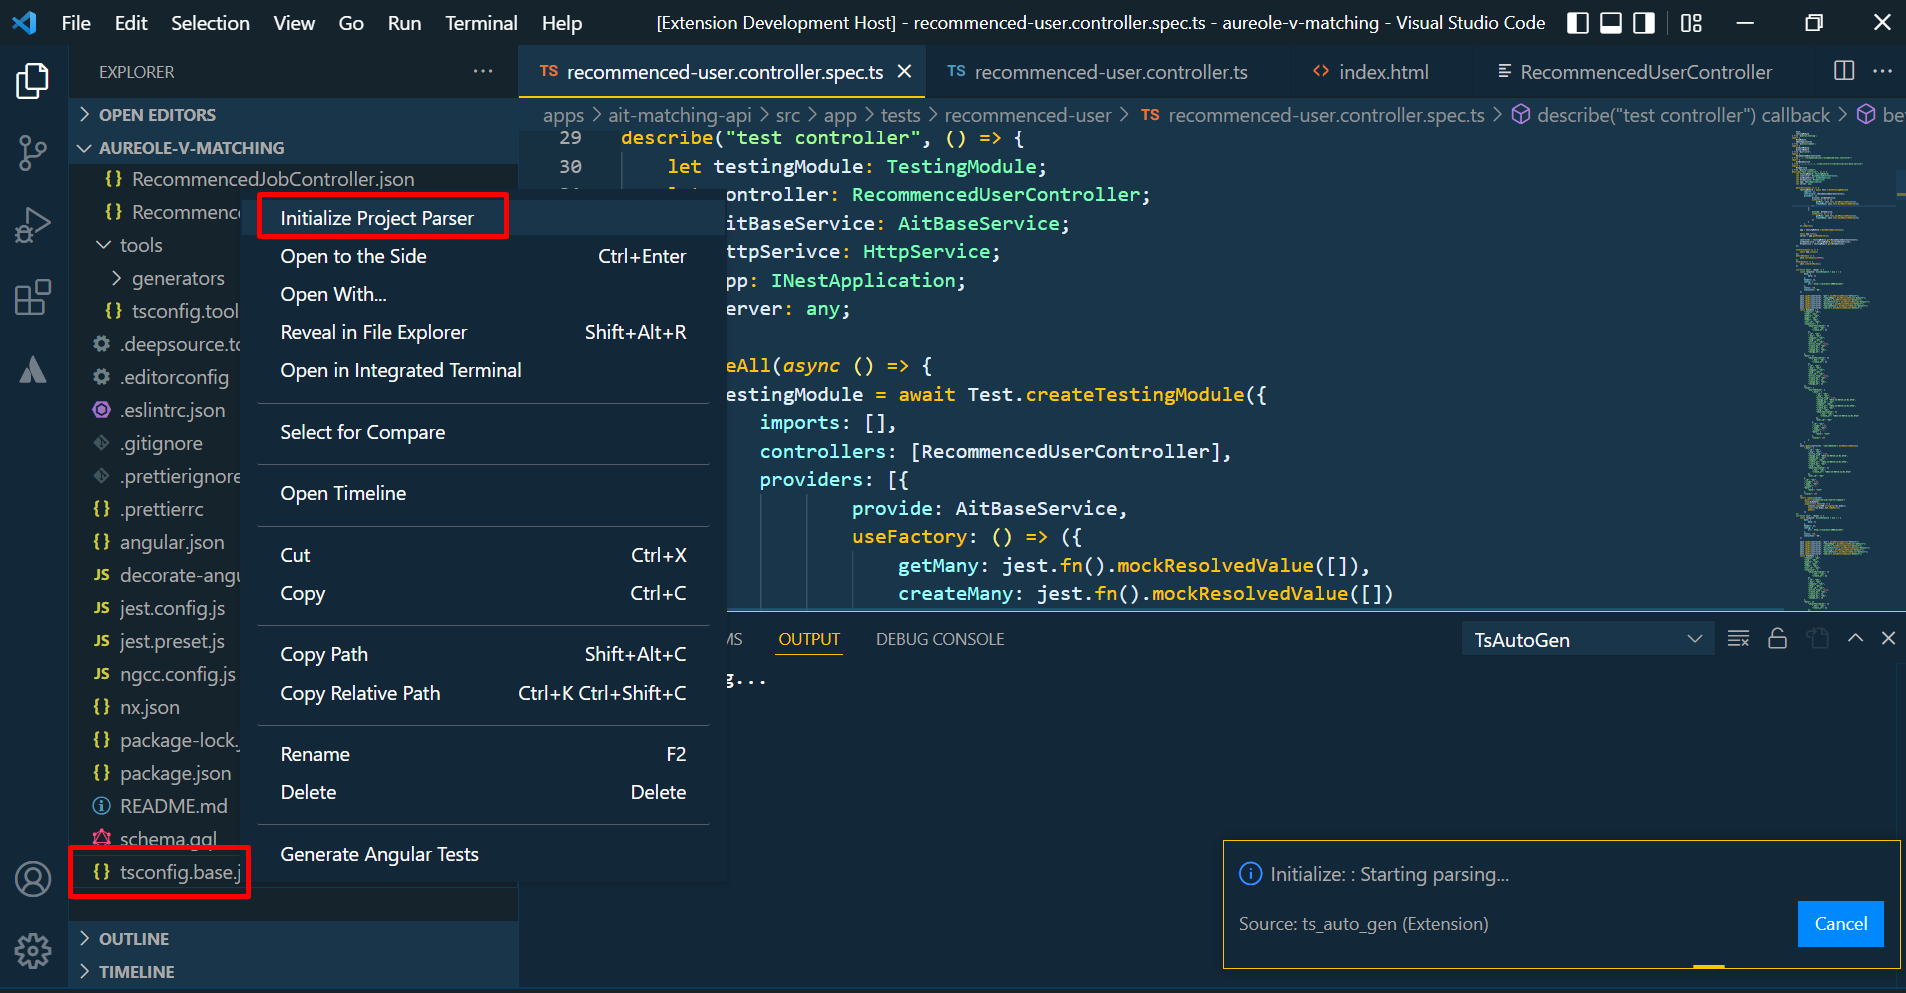 File Edit Selection View Go Run Terminal Help
[Extension Development Host] - recommenced-user.controller.spec.ts - aureole-v-matching - Visual Studio Code
EXPLORER ...
OPEN EDITORS
AUREOLE-V-MATCHING
{} RecommencedJobController.json
{} Recommenc
tools
generators
{} tsconfig.tool
.deepsource.to
.editorconfig
.eslintrc.json
.gitignore
.prettierignore
{} .prettierrc
{} angular.json
JS decorate-angu
JS jest.config.js
JS jest.preset.js
JS ngcc.config.js
{} nx.json
{} package-lock.j
{} package.json
README.md
schema.gql
{} tsconfig.base.j
OUTLINE
TIMELINE
Initialize Project Parser
Open to the Side Ctrl+Enter
Open With...
Reveal in File Explorer Shift+Alt+R
Open in Integrated Terminal
Select for Compare
Open Timeline
Cut Ctrl+X
Copy Ctrl+C
Copy Path Shift+Alt+C
Copy Relative Path Ctrl+K Ctrl+Shift+C
Rename F2
Delete Delete
Generate Angular Tests
TS recommenced-user.controller.spec.ts TS recommenced-user.controller.ts <> index.html RecommencedUserController ...
apps > ait-matching-api > src > app > tests > recommenced-user > TS recommenced-user.controller.spec.ts > describe("test controller") callback > be
29 describe("test controller", () => {
30 let testingModule: TestingModule;
controller: RecommencedUserController;
itBaseService: AitBaseService;
ttpSerivce: HttpService;
pp: INestApplication;
erver: any;
eAll(async () => {
estingModule = await Test.createTestingModule({
imports: [],
controllers: [RecommencedUserController],
providers: [{
provide: AitBaseService,
useFactory: () => ({
getMany: jest.fn().mockResolvedValue([]),
createMany: jest.fn().mockResolvedValue([])
MS OUTPUT DEBUG CONSOLE TsAutoGen
g...
Initialize: : Starting parsing...
Source: ts_auto_gen (Extension) Cancel